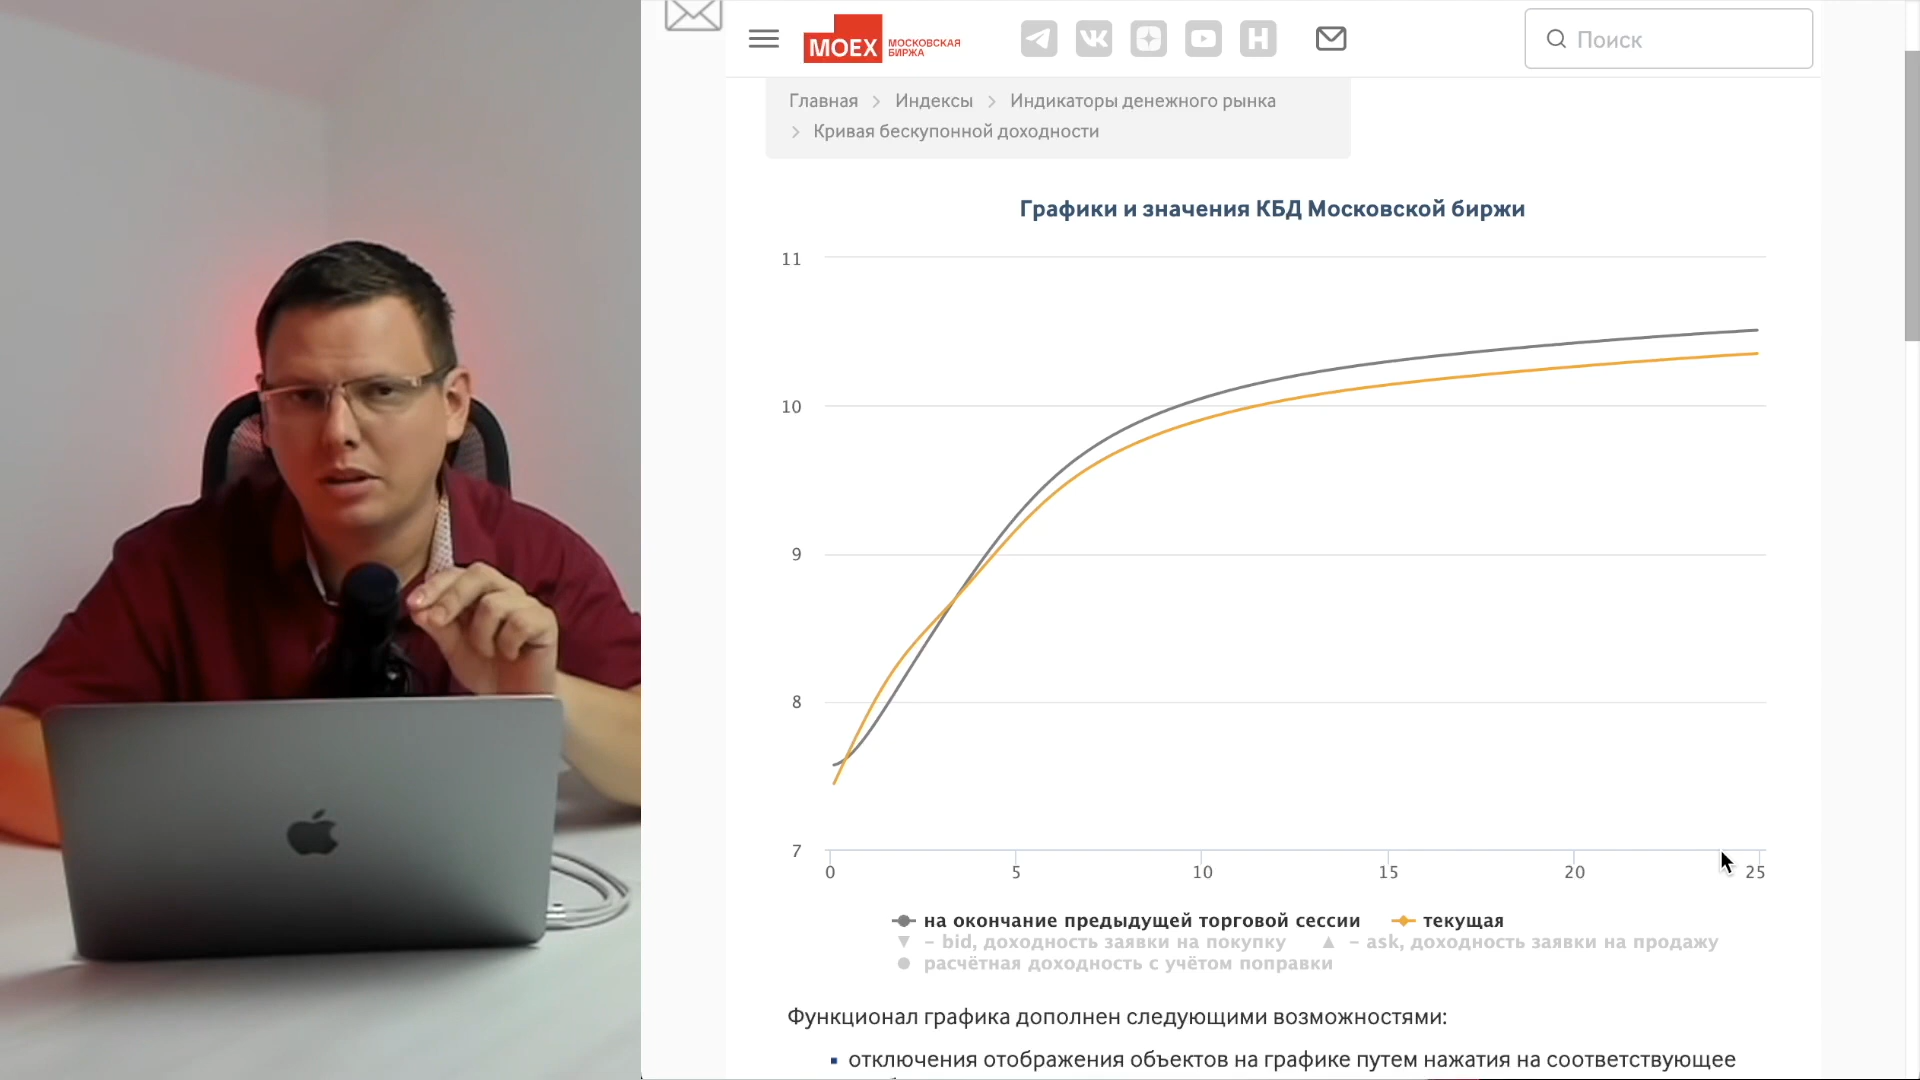 MOEX МОСКОВСКАЯ
БИРЖА
Поиск
Главная > Индексы > Индикаторы денежного рынка
> Кривая бескупонной доходности
Графики и значения КБД Московской биржи
11
10
9
8
7
0 5 10 15 20 25
на окончание предыдущей торговой сессии текущая
– bid, доходность заявки на покупку – ask, доходность заявки на продажу
расчётная доходность с учётом поправки
Функционал графика дополнен следующими возможностями:
отключения отображения объектов на графике путем нажатия на соответствующее